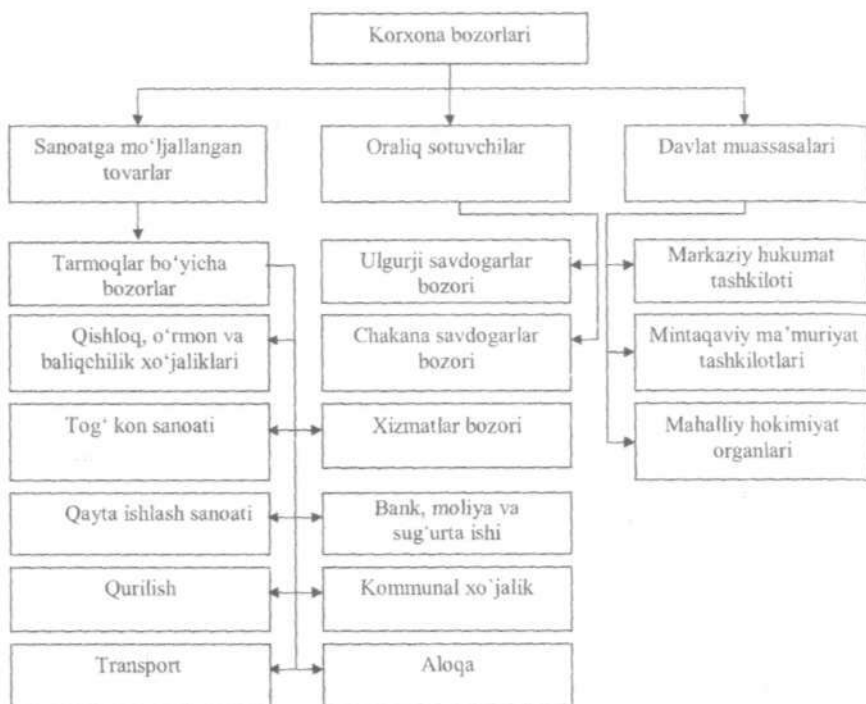 Korxona bozorlari
Sanoatga mo‘ljallangan
tovarlar
Oraliq sotuvchilar
Davlat muassasalari
Tarmoqlar bo‘yicha
bozorlar
Ulgurji savdogarlar
bozori
Markaziy hukumat
tashkiloti
Qishloq, o‘rmon va
baliqchilik xo‘jaliklari
Chakana savdogarlar
bozori
Mintaqaviy ma’muriyat
tashkilotlari
Tog‘ kon sanoati
Xizmatlar bozori
Mahalliy hokimiyat
organlari
Qayta ishlash sanoati
Bank, moliya va
sug‘urta ishi
Qurilish
Kommunal xo`jalik
Transport
Aloqa